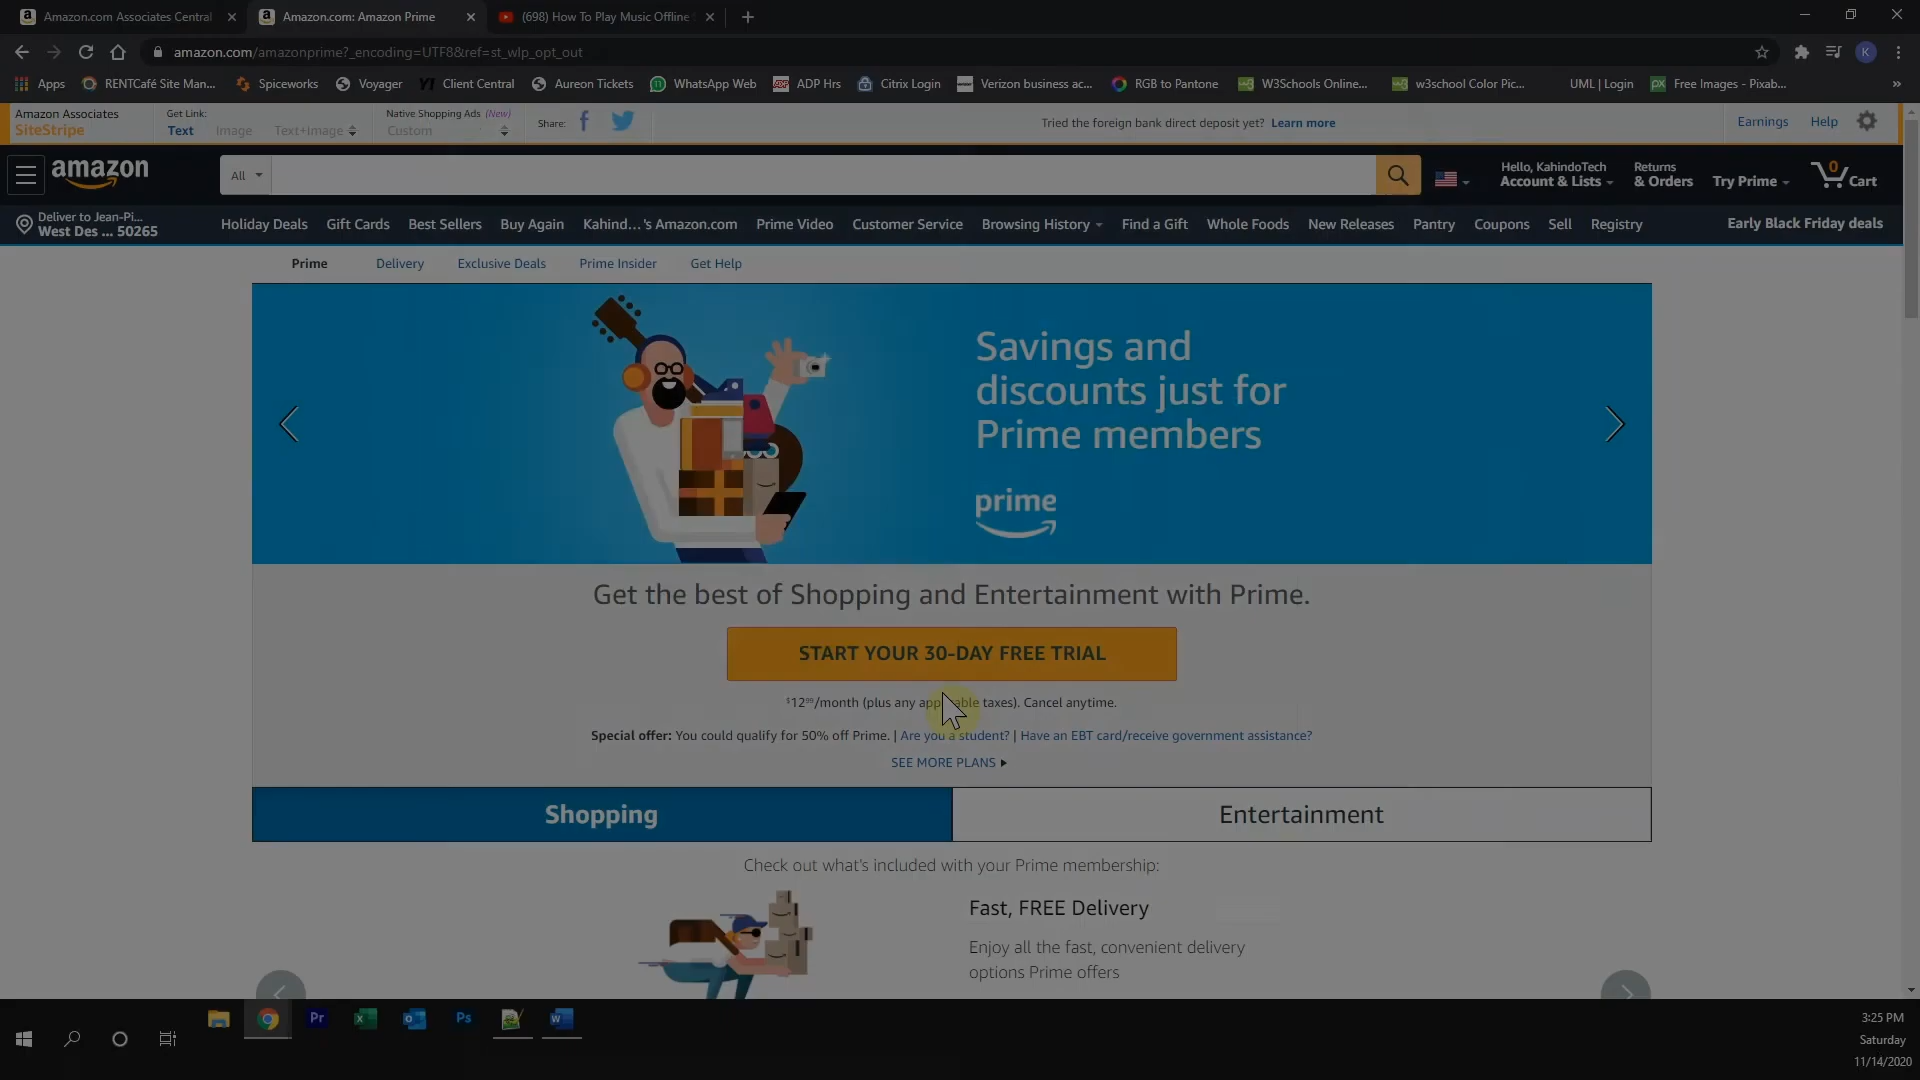 Amazon.com Associates Central
Amazon.com: Amazon Prime
(698) How To Play Music Offline
amazon.com/amazonprime?_encoding=UTF8&ref=st_wlp_opt_out
K
Apps
RENTCafé Site Man...
Spiceworks
Voyager
Client Central
Aureon Tickets
WhatsApp Web
ADP Hrs
Citrix Login
Verizon business ac...
RGB to Pantone
W3Schools Online...
w3school Color Pic...
UML | Login
Free Images - Pixab...
»
Amazon Associates
SiteStripe
Get Link:
Text
Image
Text+Image
Native Shopping Ads (New)
Custom
Share:
Tried the foreign bank direct deposit yet? Learn more
Earnings
Help
amazon
All
Hello, KahindoTech
Account & Lists
Returns
& Orders
Try Prime
0
Cart
Deliver to Jean-Pi...
West Des ... 50265
Holiday Deals
Gift Cards
Best Sellers
Buy Again
Kahind... 's Amazon.com
Prime Video
Customer Service
Browsing History
Find a Gift
Whole Foods
New Releases
Pantry
Coupons
Sell
Registry
Early Black Friday deals
Prime
Delivery
Exclusive Deals
Prime Insider
Get Help
Savings and
discounts just for
Prime members
prime
Get the best of Shopping and Entertainment with Prime.
START YOUR 30-DAY FREE TRIAL
$12⁹⁹/month (plus any applicable taxes). Cancel anytime.
Special offer: You could qualify for 50% off Prime. | Are you a student? | Have an EBT card/receive government assistance?
SEE MORE PLANS
Shopping
Entertainment
Check out what's included with your Prime membership:
Fast, FREE Delivery
Enjoy all the fast, convenient delivery
options Prime offers
Pr
Ps
3:25 PM
Saturday
11/14/2020